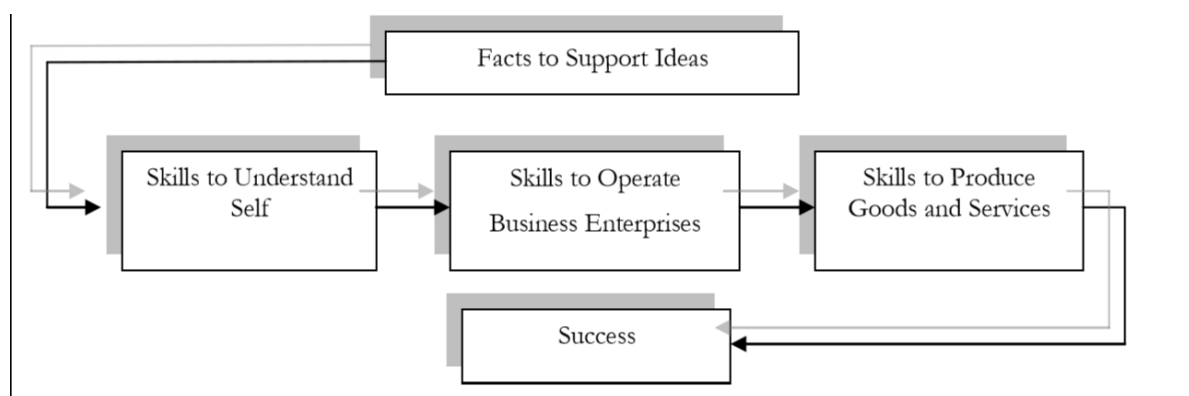 Facts to Support Ideas
Skills to Understand
Self
Skills to Operate
Business Enterprises
Skills to Produce
Goods and Services
Success